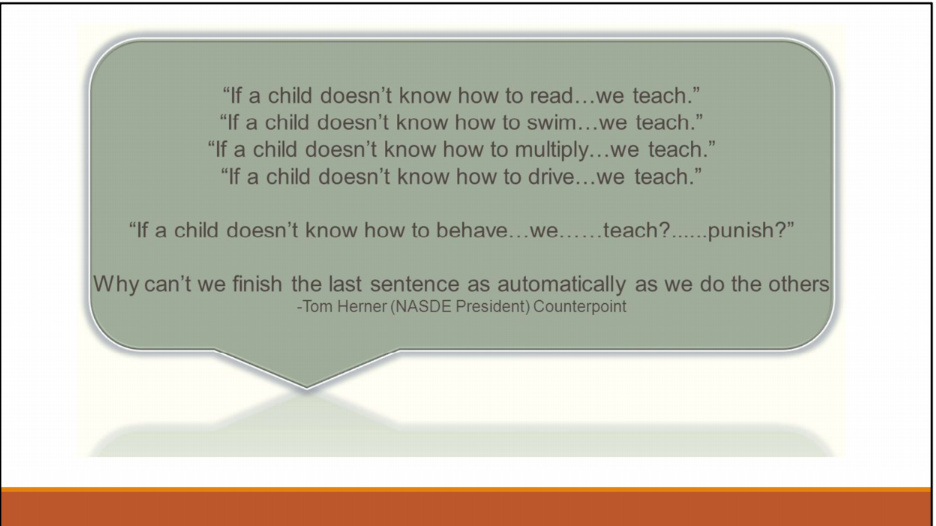 “If a child doesn’t know how to read…we teach.”
“If a child doesn’t know how to swim…we teach.”
“If a child doesn’t know how to multiply…we teach.”
“If a child doesn’t know how to drive…we teach.”
“If a child doesn’t know how to behave…we……teach?......punish?”
Why can’t we finish the last sentence as automatically as we do the others
-Tom Herner (NASDE President) Counterpoint